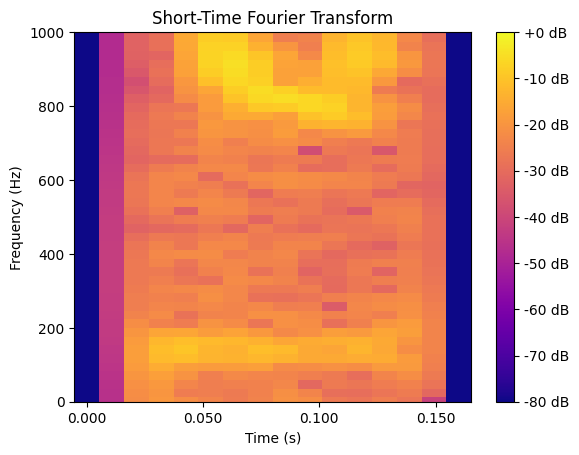 Short-Time Fourier Transform
1000
800
600
400
200
0
Frequency (Hz)
0.000
0.050
0.100
0.150
Time (s)
+0 dB
-10 dB
-20 dB
-30 dB
-40 dB
-50 dB
-60 dB
-70 dB
-80 dB